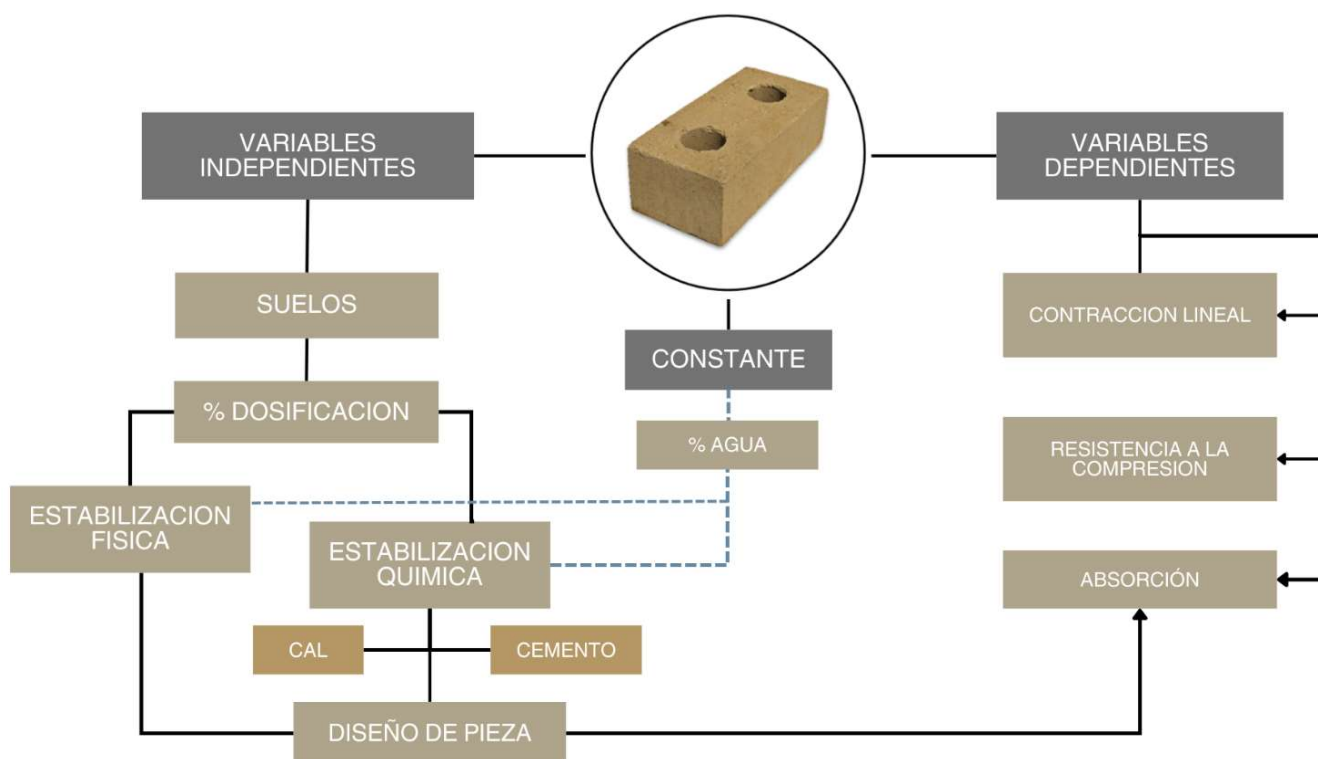 VARIABLES
INDEPENDIENTES
SUELOS
% DOSIFICACION
ESTABILIZACION
FISICA
ESTABILIZACION
QUIMICA
CAL
CEMENTO
DISEÑO DE PIEZA
CONSTANTE
% AGUA
VARIABLES
DEPENDIENTES
CONTRACCION LINEAL
RESISTENCIA A LA
COMPRESION
ABSORCIÓN